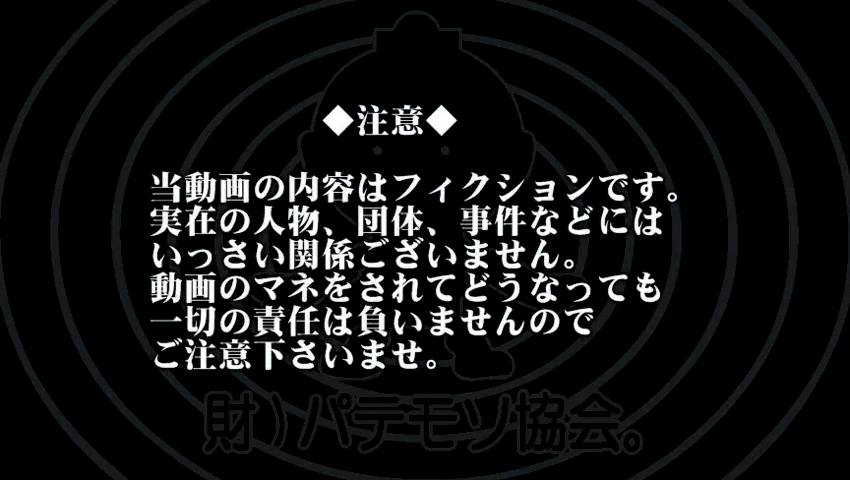 ◆注意◆
当動画の内容はフィクションです。
実在の人物、団体、事件などには
いっさい関係ございません。
動画のマネをされてどうなっても
一切の責任は負いませんので
ご注意下さいませ。
財）パテモソ協会。